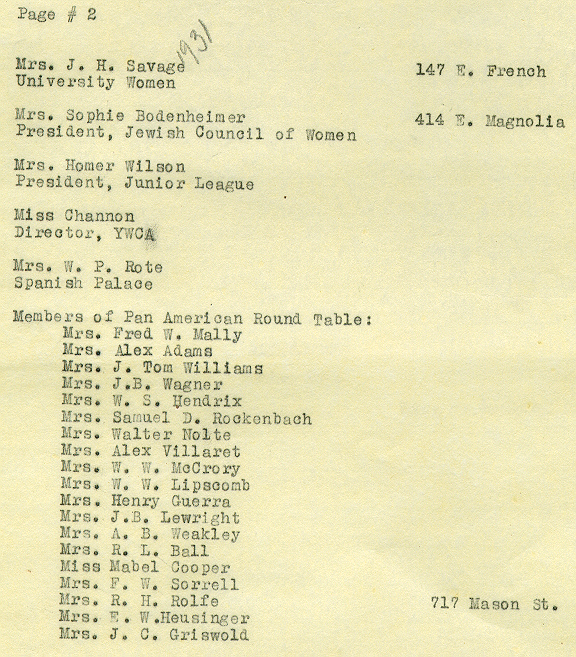 Page # 2
1931
Mrs. J. H. Savage 147 E. French
University Women
Mrs. Sophie Bodenheimer 414 E. Magnolia
President, Jewish Council of Women
Mrs. Homer Wilson
President, Junior League
Miss Channon
Director, YWCA
Mrs. W. P. Rote
Spanish Palace
Members of Pan American Round Table:
Mrs. Fred W. Mally
Mrs. Alex Adams
Mrs. J. Tom Williams
Mrs. J.B. Wagner
Mrs. W. S. Hendrix
Mrs. Samuel D. Rockenbach
Mrs. Walter Nolte
Mrs. Alex Villaret
Mrs. W. W. McCrory
Mrs. W. W. Lipscomb
Mrs. Henry Guerra
Mrs. J.B. Lewright
Mrs. A. B. Weakley
Mrs. R. L. Ball
Miss Mabel Cooper
Mrs. F. W. Sorrell
Mrs. R. H. Rolfe 717 Mason St.
Mrs. E. W.Heusinger
Mrs. J. C. Griswold